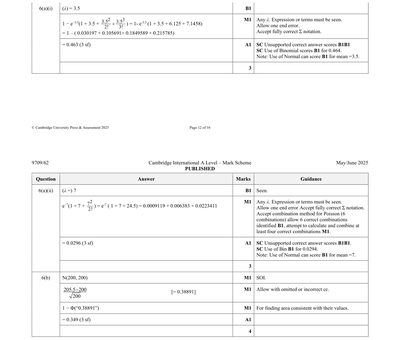 6(a)(i) (λ =) 3.5 B1
1 − e⁻³·⁵(1 + 3.5 + 3.5²/2! + 3.5³/3!) = 1 − e⁻³·⁵(1 + 3.5 + 6.125 + 7.1458) M1 Any λ. Expression or terms must be seen.
Allow one end error.
= 1 – ( 0.030197 + 0.105691+ 0.1849589 + 0.215785) Accept fully correct Σ notation.
= 0.463 (3 sf) A1 SC Unsupported correct answer scores B1B1
SC Use of Binomial scores B1 for 0.464.
Note: Use of Normal can score B1 for mean =3.5.
3
© Cambridge University Press & Assessment 2025 Page 12 of 16
9709/62 Cambridge International A Level – Mark Scheme May/June 2025
PUBLISHED
Question Answer Marks Guidance
6(a)(ii) (λ =) 7 B1 Seen.
e⁻⁷(1 + 7 + 7²/2!) = e⁻⁷ ( 1 + 7 + 24.5) = 0.0009119 + 0.006383 + 0.0223411 M1 Any λ. Expression or terms must be seen.
Allow one end error Accept fully correct Σ notation.
Accept combination method for Poisson (6
combinations) allow 6 correct combinations
identified B1, attempt to calculate and combine at
least four correct combinations M1.
= 0.0296 (3 sf) A1 SC Unsupported correct answer scores B1B1.
SC Use of Bin B1 for 0.0294.
Note: Use of Normal can score B1 for mean =7.
3
6(b) N(200, 200) M1 SOI.
205.5−200/√200 [= 0.38891] M1 Allow with omitted or incorrect cc.
1 − Φ("0.38891") M1 For finding area consistent with their values.
= 0.349 (3 sf) A1
4